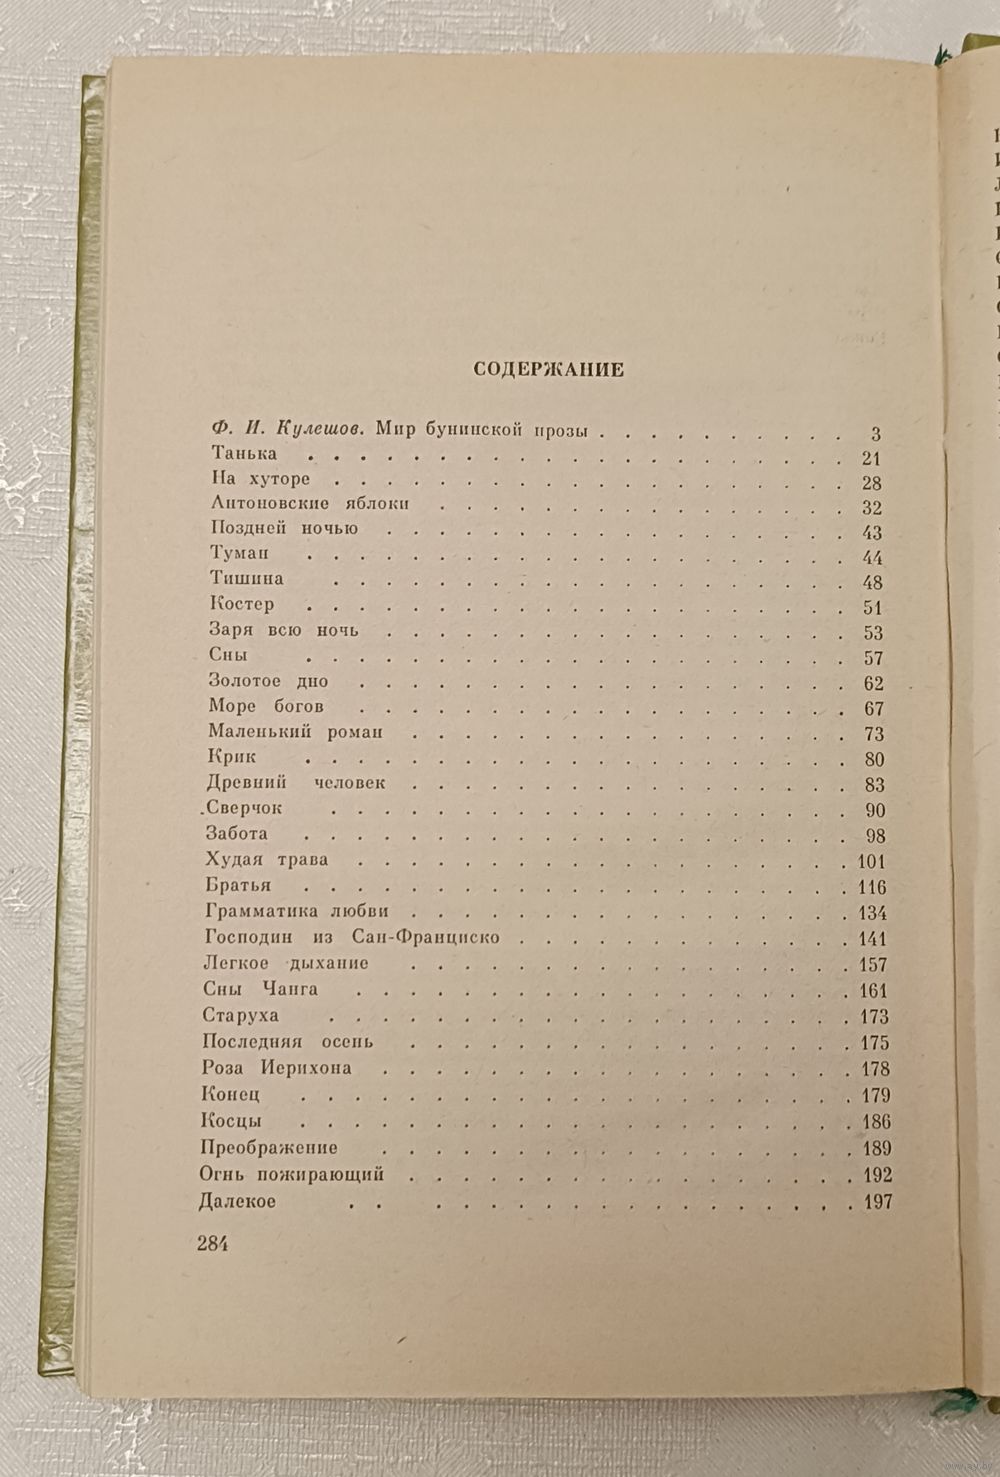 СОДЕРЖАНИЕ
Ф. И. Кулешов. Мир бунинской прозы . . . . . . . . . . 3
Танька . . . . . . . . . . . . . . . . . . . . . 21
На хуторе . . . . . . . . . . . . . . . . . . . . 28
Антоновские яблоки . . . . . . . . . . . . . . . . 32
Поздней ночью . . . . . . . . . . . . . . . . . . 43
Туман . . . . . . . . . . . . . . . . . . . . . 44
Тишина . . . . . . . . . . . . . . . . . . . . 48
Костер . . . . . . . . . . . . . . . . . . . . . 51
Заря всю ночь . . . . . . . . . . . . . . . . . . 53
Сны . . . . . . . . . . . . . . . . . . . . . 57
Золотое дно . . . . . . . . . . . . . . . . . . . 62
Море богов . . . . . . . . . . . . . . . . . . . 67
Маленький роман . . . . . . . . . . . . . . . . . 73
Крик . . . . . . . . . . . . . . . . . . . . . 80
Древний человек . . . . . . . . . . . . . . . . . 83
Сверчок . . . . . . . . . . . . . . . . . . . . 90
Забота . . . . . . . . . . . . . . . . . . . . . 98
Худая трава . . . . . . . . . . . . . . . . . . . 101
Братья . . . . . . . . . . . . . . . . . . . . . 116
Грамматика любви . . . . . . . . . . . . . . . . . 134
Господин из Сан-Франциско . . . . . . . . . . . . . 141
Легкое дыхание . . . . . . . . . . . . . . . . . 157
Сны Чанга . . . . . . . . . . . . . . . . . . . 161
Старуха . . . . . . . . . . . . . . . . . . . . 173
Последняя осень . . . . . . . . . . . . . . . . . 175
Роза Иерихона . . . . . . . . . . . . . . . . . . 178
Конец . . . . . . . . . . . . . . . . . . . . . 179
Косцы . . . . . . . . . . . . . . . . . . . . . 186
Преображение . . . . . . . . . . . . . . . . . . 189
Огнь пожирающий . . . . . . . . . . . . . . . . . 192
Далекое . . . . . . . . . . . . . . . . . . 197
284
www.ay.by